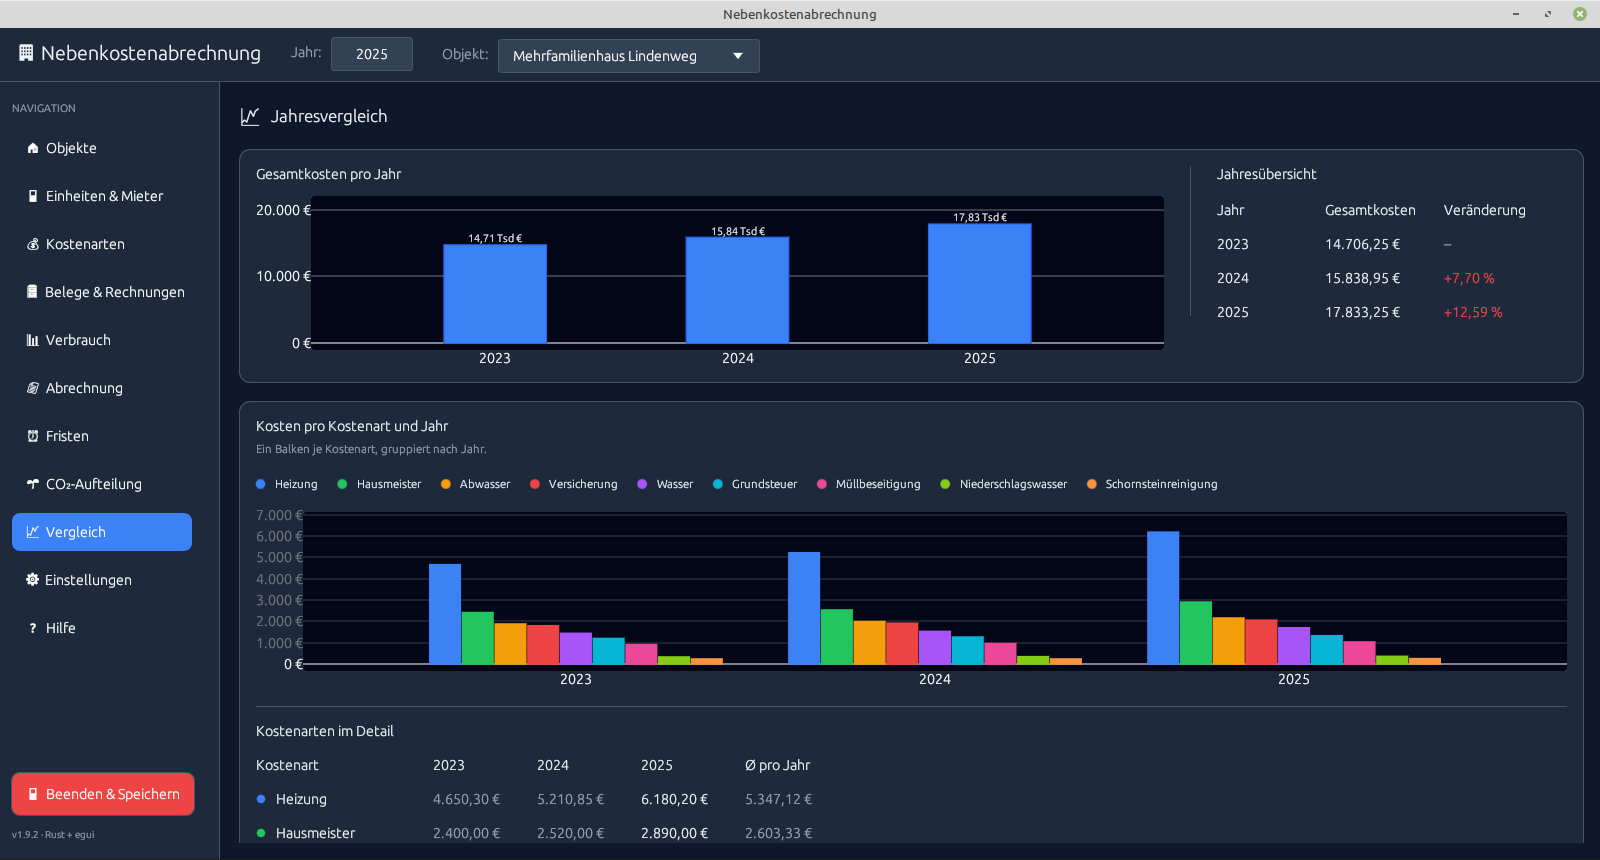 Nebenkostenabrechnung
Nebenkostenabrechnung Jahr: 2025 Objekt: Mehrfamilienhaus Lindenweg
NAVIGATION
Objekte
Einheiten & Mieter
Kostenarten
Belege & Rechnungen
Verbrauch
Abrechnung
Fristen
CO₂-Aufteilung
Vergleich
Einstellungen
? Hilfe
Beenden & Speichern
v1.9.2 · Rust + egui
Jahresvergleich
Gesamtkosten pro Jahr
20.000 €
10.000 €
0 €
14,71 Tsd €
15,84 Tsd €
17,83 Tsd €
2023 2024 2025
Jahresübersicht
Jahr Gesamtkosten Veränderung
2023 14.706,25 € –
2024 15.838,95 € +7,70 %
2025 17.833,25 € +12,59 %
Kosten pro Kostenart und Jahr
Ein Balken je Kostenart, gruppiert nach Jahr.
Heizung Hausmeister Abwasser Versicherung Wasser Grundsteuer Müllbeseitigung Niederschlagswasser Schornsteinreinigung
7.000 €
6.000 €
5.000 €
4.000 €
3.000 €
2.000 €
1.000 €
0 €
2023 2024 2025
Kostenarten im Detail
Kostenart 2023 2024 2025 Ø pro Jahr
Heizung 4.650,30 € 5.210,85 € 6.180,20 € 5.347,12 €
Hausmeister 2.400,00 € 2.520,00 € 2.890,00 € 2.603,33 €